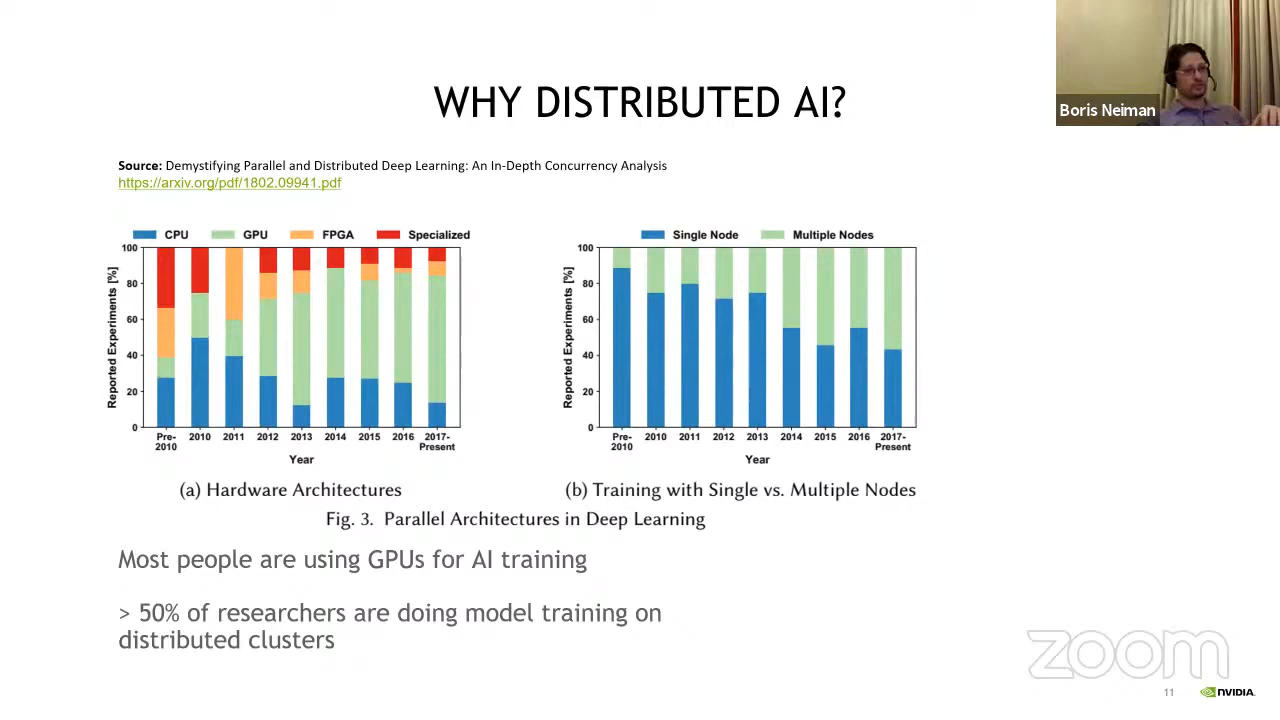 WHY DISTRIBUTED AI?
Boris Neiman
Source: Demystifying Parallel and Distributed Deep Learning: An In-Depth Concurrency Analysis
https://arxiv.org/pdf/1802.09941.pdf
CPU GPU FPGA Specialized
Reported Experiments [%]
100
80
60
40
20
0
Pre-2010 2010 2011 2012 2013 2014 2015 2016 2017-Present
Year
(a) Hardware Architectures
Single Node Multiple Nodes
Reported Experiments [%]
100
80
60
40
20
0
Pre-2010 2010 2011 2012 2013 2014 2015 2016 2017-Present
Year
(b) Training with Single vs. Multiple Nodes
Fig. 3. Parallel Architectures in Deep Learning
Most people are using GPUs for AI training
> 50% of researchers are doing model training on
distributed clusters
zoom
11 NVIDIA.